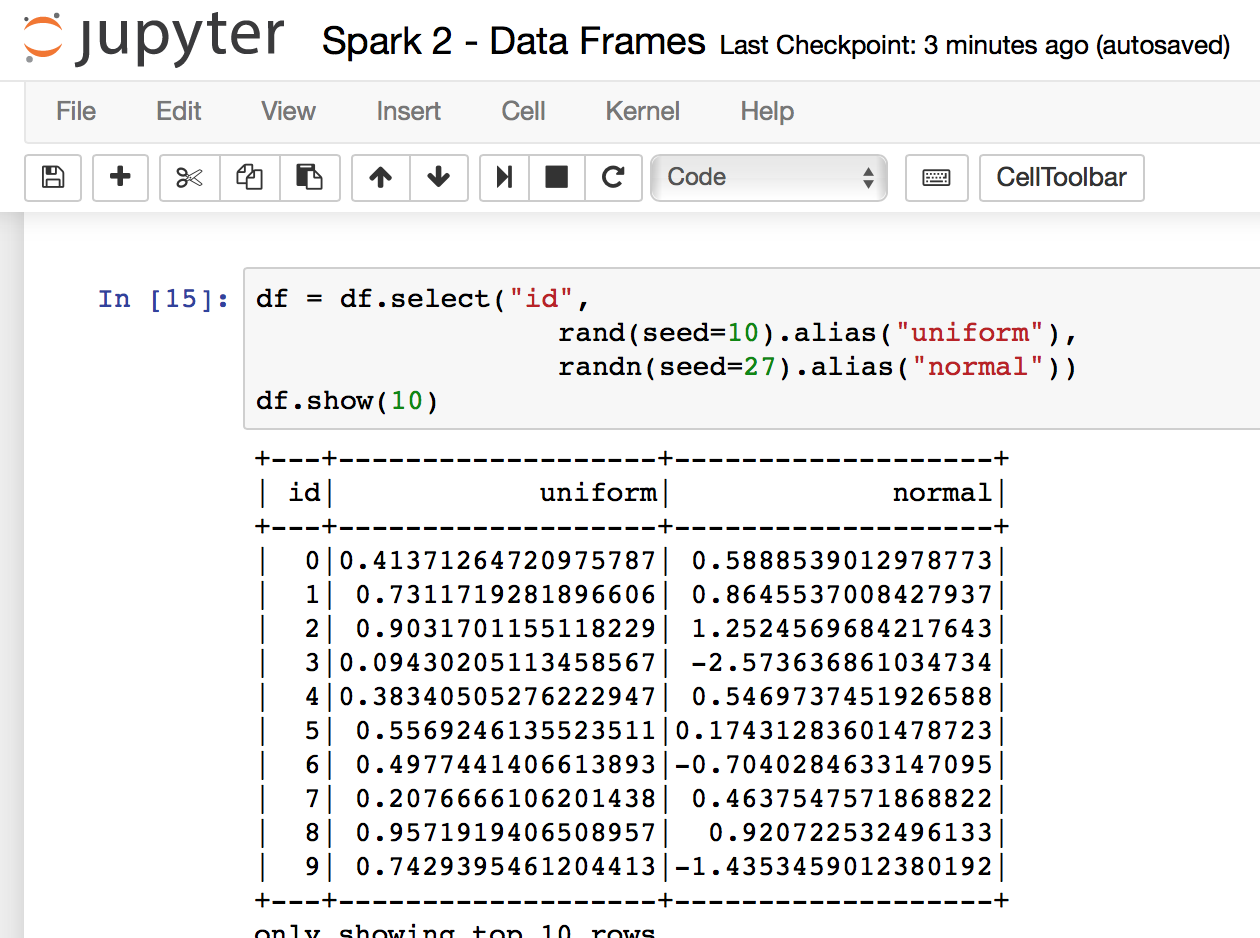 jupyter Spark 2 - Data Frames Last Checkpoint: 3 minutes ago (autosaved)
File Edit View Insert Cell Kernel Help
Code CellToolbar
In [15]: df = df.select("id",
rand(seed=10).alias("uniform"),
randn(seed=27).alias("normal"))
df.show(10)
+---+-------------------+-------------------+
| id|            uniform|             normal|
+---+-------------------+-------------------+
|  0|0.41371264720975787| 0.5888539012978773|
|  1| 0.7311719281896606| 0.8645537008427937|
|  2| 0.9031701155118229| 1.2524569684217643|
|  3|0.09430205113458567| -2.573636861034734|
|  4|0.38340505276222947| 0.5469737451926588|
|  5| 0.5569246135523511|0.17431283601478723|
|  6| 0.4977441406613893|-0.7040284633147095|
|  7| 0.2076666106201438| 0.4637547571868822|
|  8| 0.9571919406508957|  0.920722532496133|
|  9| 0.7429395461204413|-1.4353459012380192|
+---+-------------------+-------------------+
only showing top 10 rows